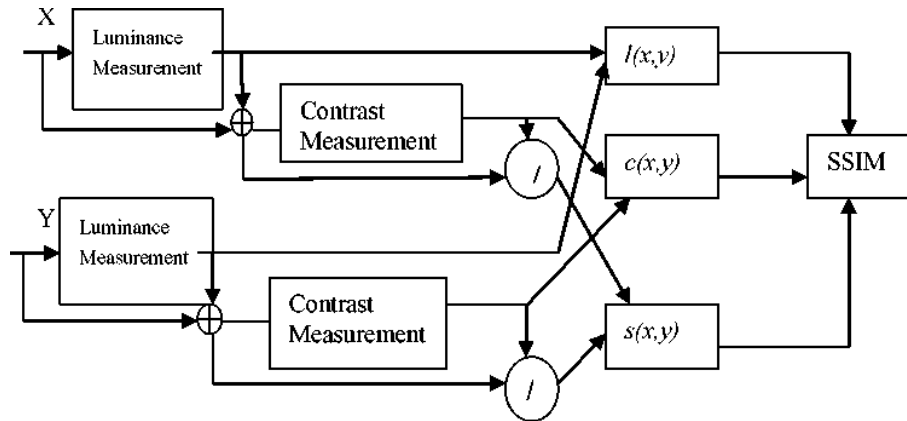 X
Luminance
Measurement
l(x,y)
Contrast
Measurement
/
c(x,y)
SSIM
Y
Luminance
Measurement
Contrast
Measurement
s(x,y)
/